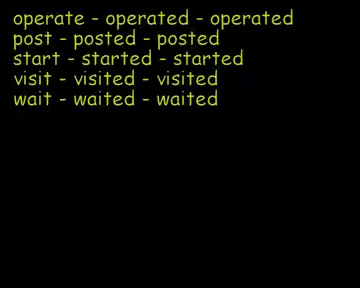 operate - operated - operated
post - posted - posted
start - started - started
visit - visited - visited
wait - waited - waited